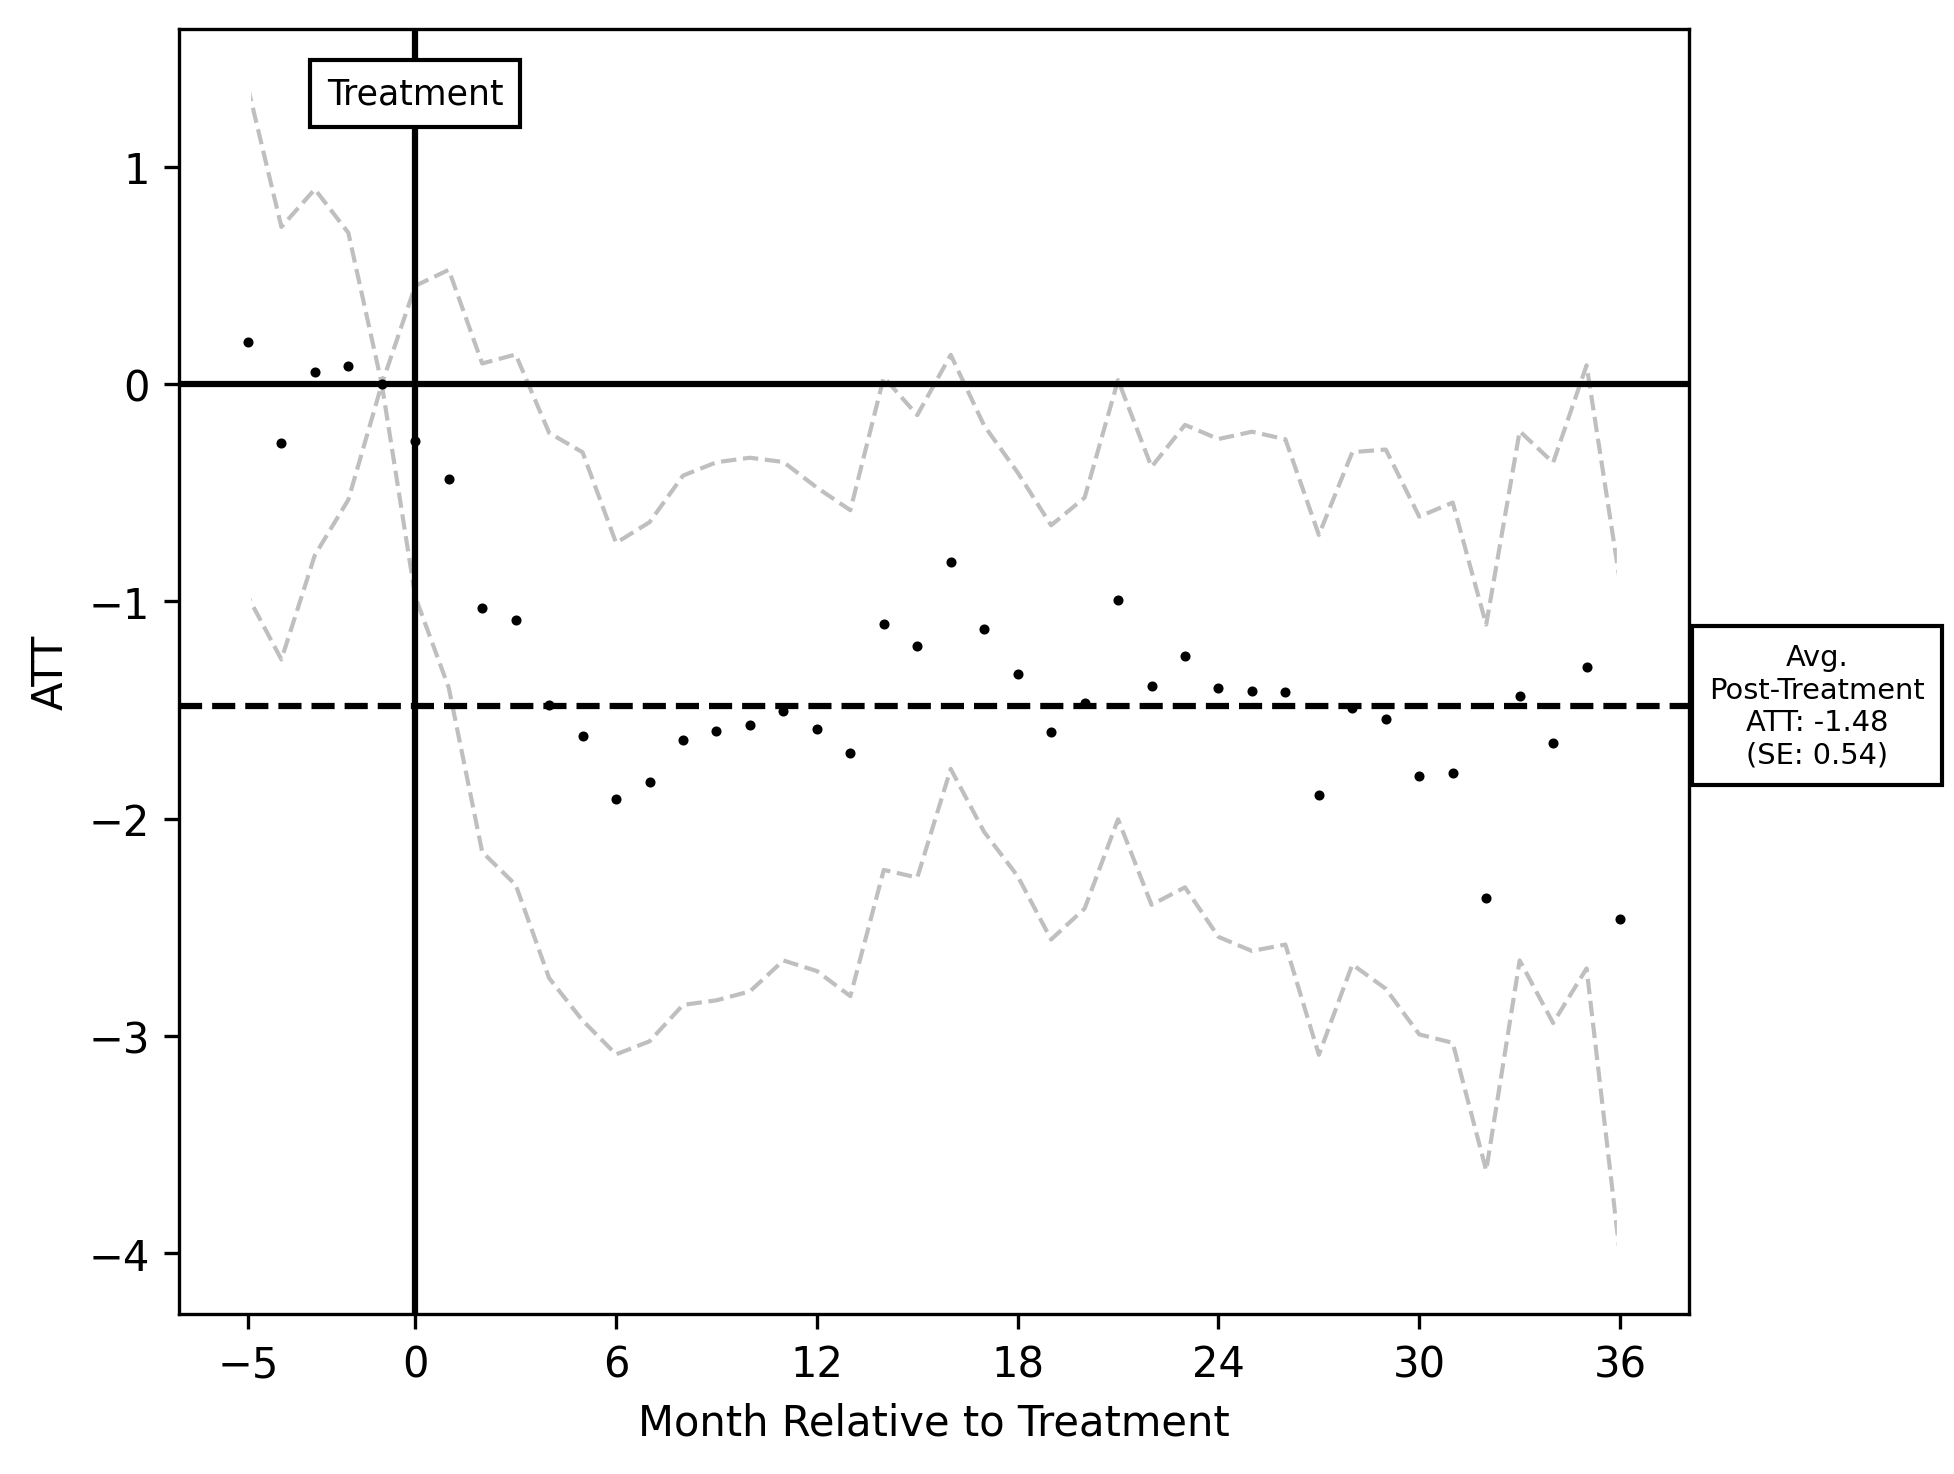 Treatment
1
0
−1
−2
−3
−4
ATT
Avg.
Post-Treatment
ATT: -1.48
(SE: 0.54)
−5 0 6 12 18 24 30 36
Month Relative to Treatment